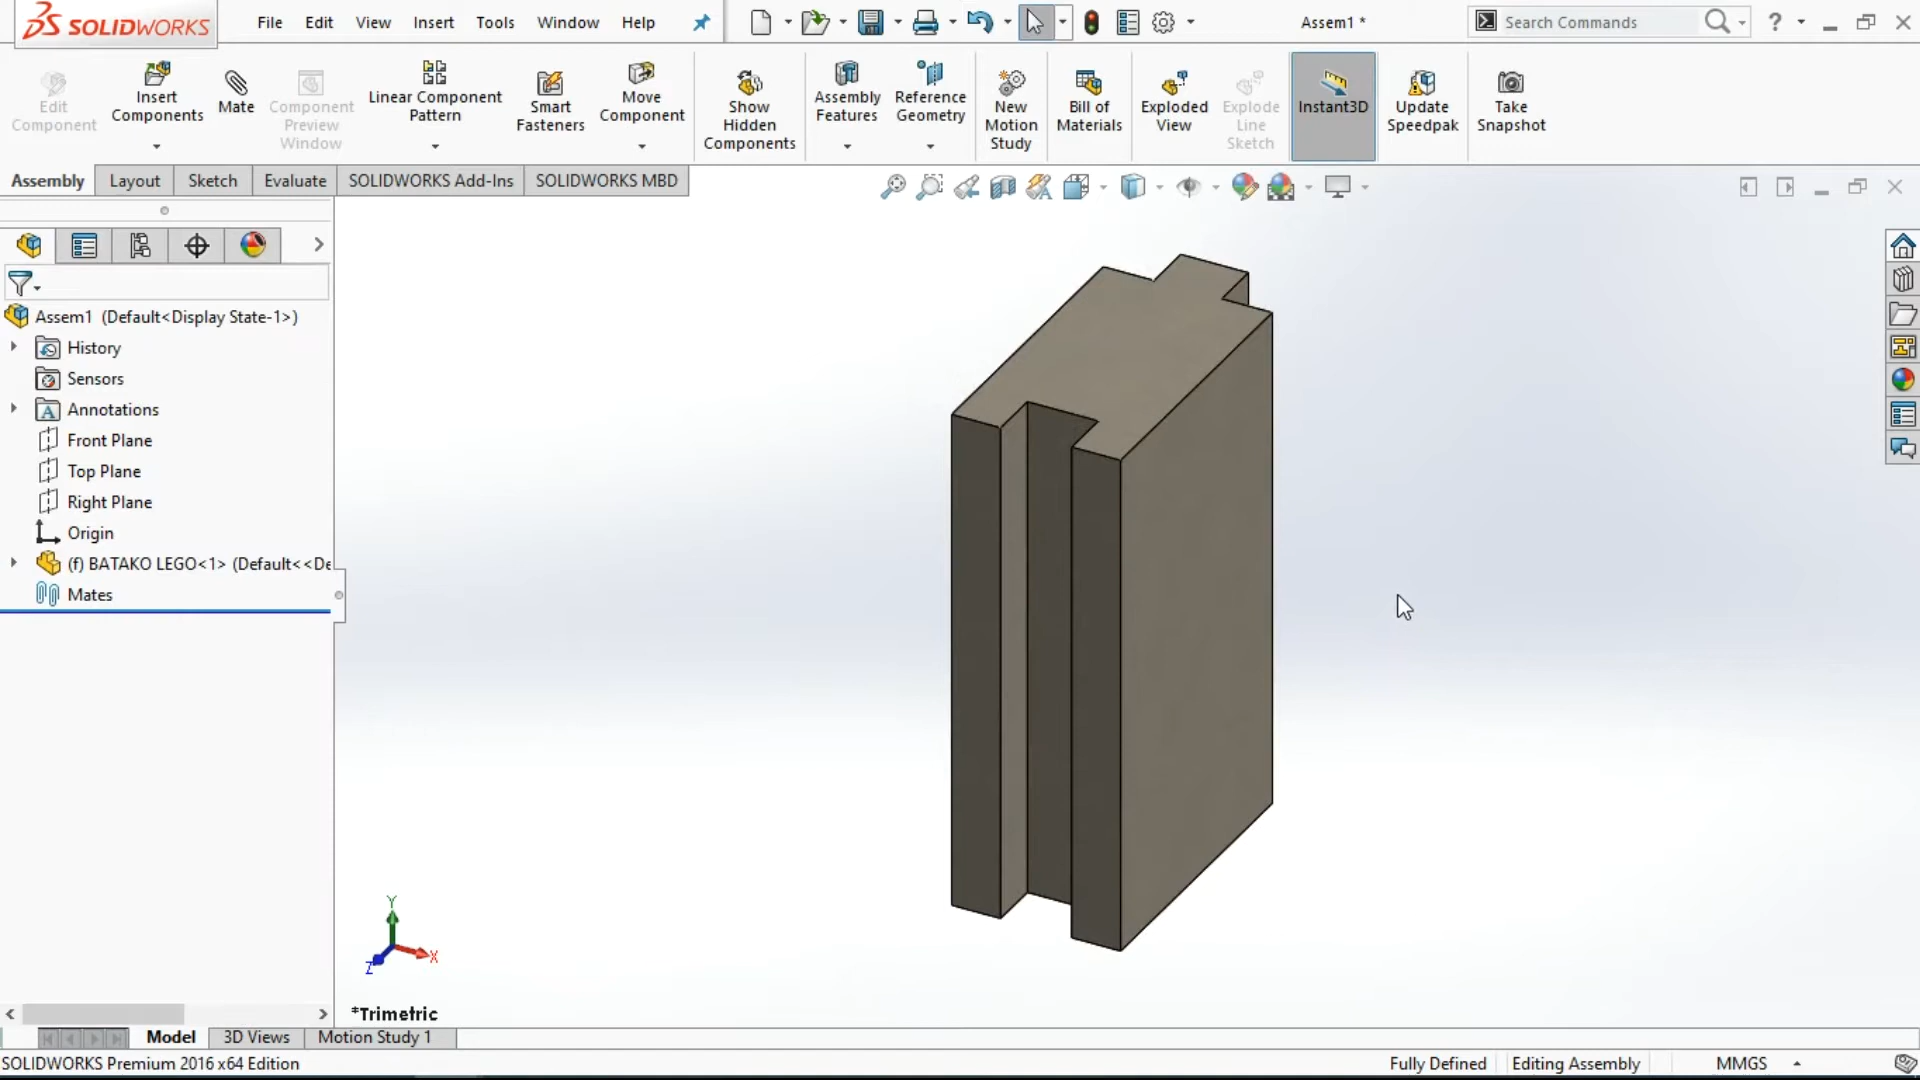 SOLIDWORKS
File Edit View Insert Tools Window Help
Assem1 *
Search Commands
?
Edit Component
Insert Components
Mate
Component Preview Window
Linear Component Pattern
Smart Fasteners
Move Component
Show Hidden Components
Assembly Features
Reference Geometry
New Motion Study
Bill of Materials
Exploded View
Explode Line Sketch
Instant3D
Update Speedpak
Take Snapshot
Assembly Layout Sketch Evaluate SOLIDWORKS Add-Ins SOLIDWORKS MBD
Assem1 (Default<Display State-1>)
History
Sensors
Annotations
Front Plane
Top Plane
Right Plane
Origin
(f) BATAKO LEGO<1> (Default<<De
Mates
Y
X
Z
*Trimetric
Model 3D Views Motion Study 1
SOLIDWORKS Premium 2016 x64 Edition
Fully Defined Editing Assembly MMGS